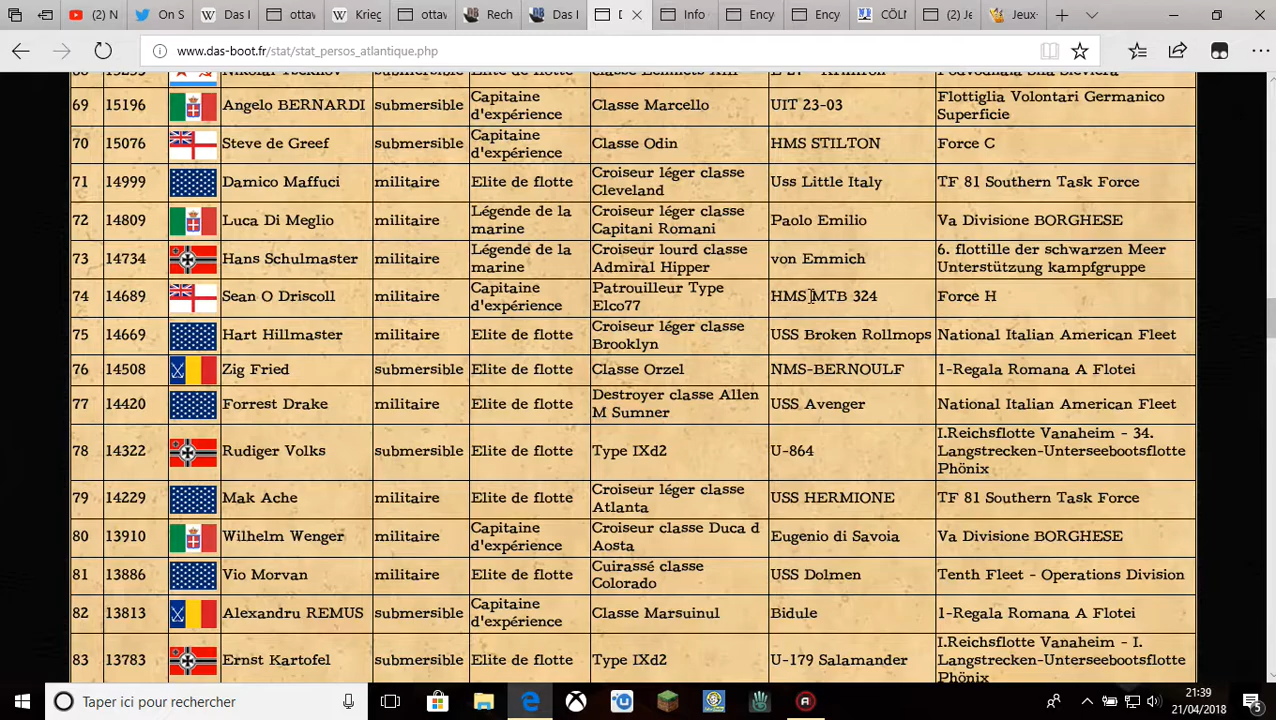 (2) N
On S
Das I
ottav
Krieg
ottav
Rech
Das I
D
Info
Ency
Ency
CÖLN
(2) Je
Jeux-
www.das-boot.fr/stat/stat_persos_atlantique.php
69 15196 Angelo BERNARDI submersible Capitaine d'expérience Classe Marcello UIT 23-03 Flottiglia Volontari Germanico Superficie
70 15076 Steve de Greef submersible Capitaine d'expérience Classe Odin HMS STILTON Force C
71 14999 Damico Maffuci militaire Elite de flotte Croiseur léger classe Cleveland Uss Little Italy TF 81 Southern Task Force
72 14809 Luca Di Meglio militaire Légende de la marine Croiseur léger classe Capitani Romani Paolo Emilio Va Divisione BORGHESE
73 14734 Hans Schulmaster militaire Légende de la marine Croiseur lourd classe Admiral Hipper von Emmich 6. flottille der schwarzen Meer Unterstützung kampfgruppe
74 14689 Sean O Driscoll militaire Capitaine d'expérience Patrouilleur Type Elco77 HMS MTB 324 Force H
75 14669 Hart Hillmaster militaire Elite de flotte Croiseur léger classe Brooklyn USS Broken Rollmops National Italian American Fleet
76 14508 Zig Fried submersible Elite de flotte Classe Orzel NMS-BERNOULF 1-Regala Romana A Flotei
77 14420 Forrest Drake militaire Elite de flotte Destroyer classe Allen M Sumner USS Avenger National Italian American Fleet
78 14322 Rudiger Volks submersible Elite de flotte Type IXd2 U-864 I.Reichsflotte Vanaheim - 34. Langstrecken-Unterseebootsflotte Phönix
79 14229 Mak Ache militaire Elite de flotte Croiseur léger classe Atlanta USS HERMIONE TF 81 Southern Task Force
80 13910 Wilhelm Wenger militaire Capitaine d'expérience Croiseur classe Duca d Aosta Eugenio di Savoia Va Divisione BORGHESE
81 13886 Vio Morvan militaire Elite de flotte Cuirassé classe Colorado USS Dolmen Tenth Fleet - Operations Division
82 13813 Alexandru REMUS submersible Capitaine d'expérience Classe Marsuinul Bidule 1-Regala Romana A Flotei
83 13783 Ernst Kartofel submersible Elite de flotte Type IXd2 U-179 Salamander I.Reichsflotte Vanaheim - I. Langstrecken-Unterseebootsflotte Phönix
Taper ici pour rechercher
21:39
21/04/2018
5